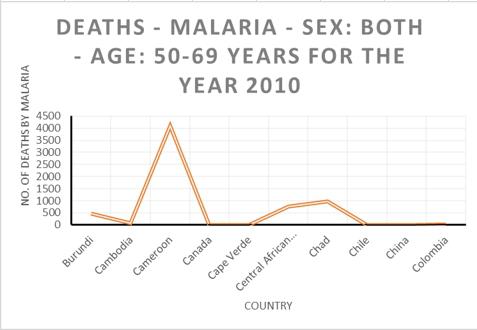 DEATHS - MALARIA - SEX: BOTH
- AGE: 50-69 YEARS FOR THE
YEAR 2010
NO. OF DEATHS BY MALARIA
4500
4000
3500
3000
2500
2000
1500
1000
500
0
Burundi
Cambodia
Cameroon
Canada
Cape Verde
Central African...
Chad
Chile
China
Colombia
COUNTRY